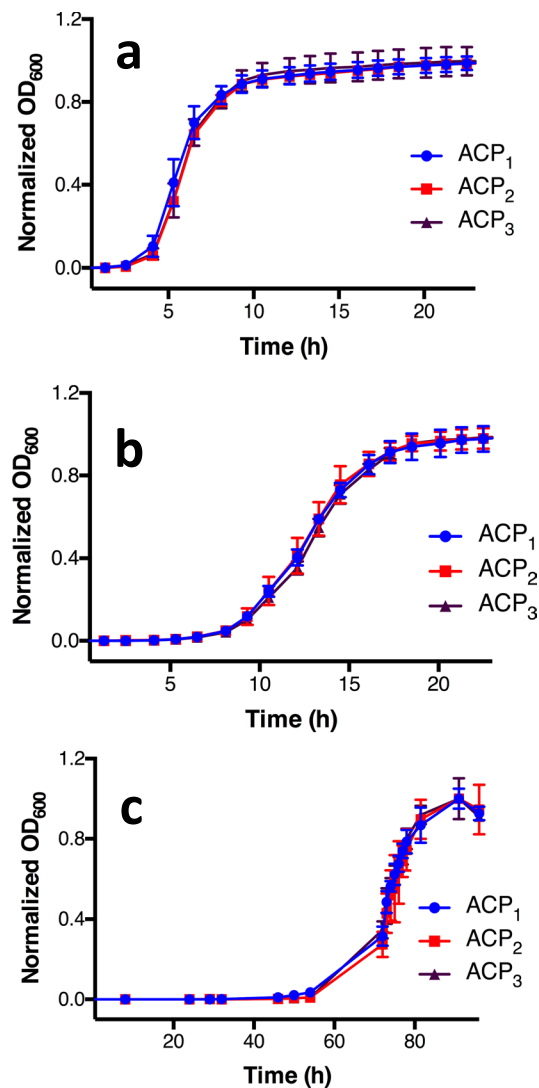 a
1.2
0.8
0.4
0.0
Normalized OD600
ACP1
ACP2
ACP3
5 10 15 20
Time (h)
b
1.2
0.8
0.4
0.0
Normalized OD600
ACP1
ACP2
ACP3
5 10 15 20
Time (h)
c
1.2
0.8
0.4
0.0
Normalized OD600
ACP1
ACP2
ACP3
20 40 60 80
Time (h)